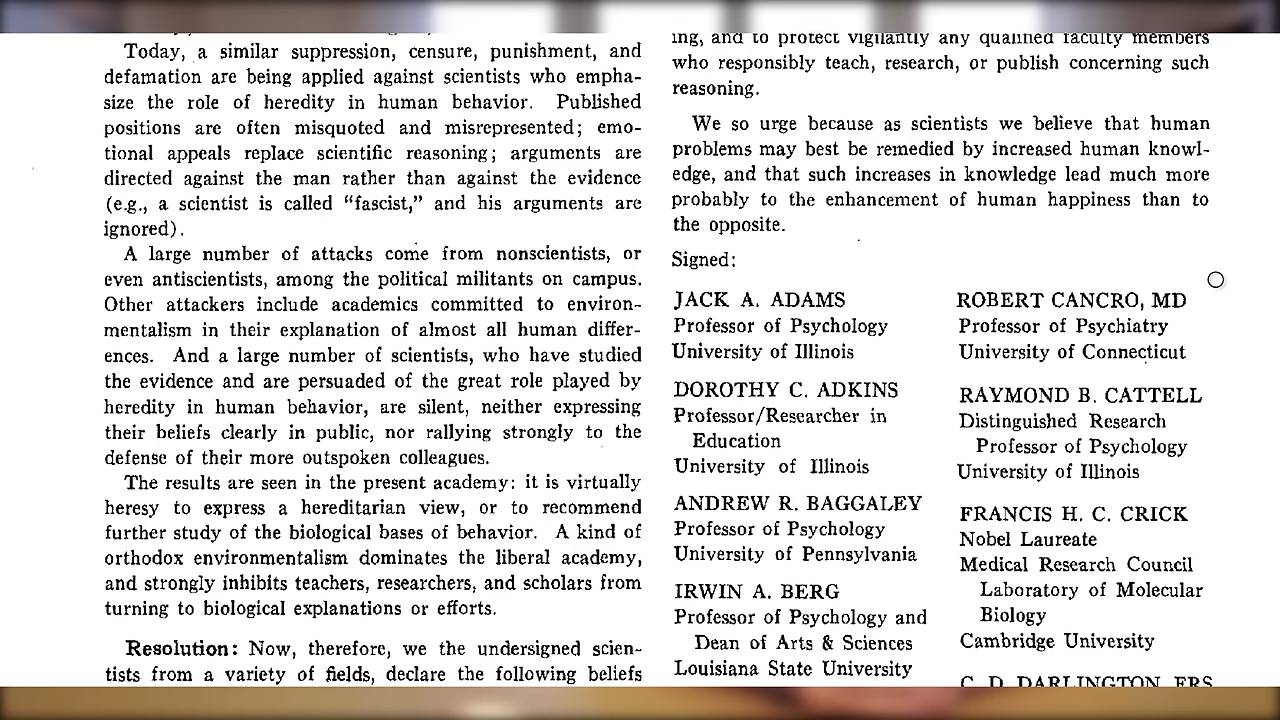 Today, a similar suppression, censure, punishment, and
defamation are being applied against scientists who empha-
size the role of heredity in human behavior. Published
positions are often misquoted and misrepresented; emo-
tional appeals replace scientific reasoning; arguments are
directed against the man rather than against the evidence
(e.g., a scientist is called "fascist," and his arguments are
ignored).
A large number of attacks come from nonscientists, or
even antiscientists, among the political militants on campus.
Other attackers include academics committed to environ-
mentalism in their explanation of almost all human differ-
ences. And a large number of scientists, who have studied
the evidence and are persuaded of the great role played by
heredity in human behavior, are silent, neither expressing
their beliefs clearly in public, nor rallying strongly to the
defense of their more outspoken colleagues.
The results are seen in the present academy: it is virtually
heresy to express a hereditarian view, or to recommend
further study of the biological bases of behavior. A kind of
orthodox environmentalism dominates the liberal academy,
and strongly inhibits teachers, researchers, and scholars from
turning to biological explanations or efforts.
Resolution: Now, therefore, we the undersigned scien-
tists from a variety of fields, declare the following beliefs
ing, and to protect vigilantly any qualified faculty members
who responsibly teach, research, or publish concerning such
reasoning.
We so urge because as scientists we believe that human
problems may best be remedied by increased human knowl-
edge, and that such increases in knowledge lead much more
probably to the enhancement of human happiness than to
the opposite.
Signed:
JACK A. ADAMS
Professor of Psychology
University of Illinois
DOROTHY C. ADKINS
Professor/Researcher in
Education
University of Illinois
ANDREW R. BAGGALEY
Professor of Psychology
University of Pennsylvania
IRWIN A. BERG
Professor of Psychology and
Dean of Arts & Sciences
Louisiana State University
ROBERT CANCRO, MD
Professor of Psychiatry
University of Connecticut
RAYMOND B. CATTELL
Distinguished Research
Professor of Psychology
University of Illinois
FRANCIS H. C. CRICK
Nobel Laureate
Medical Research Council
Laboratory of Molecular
Biology
Cambridge University
C. D. DARLINGTON, FRS